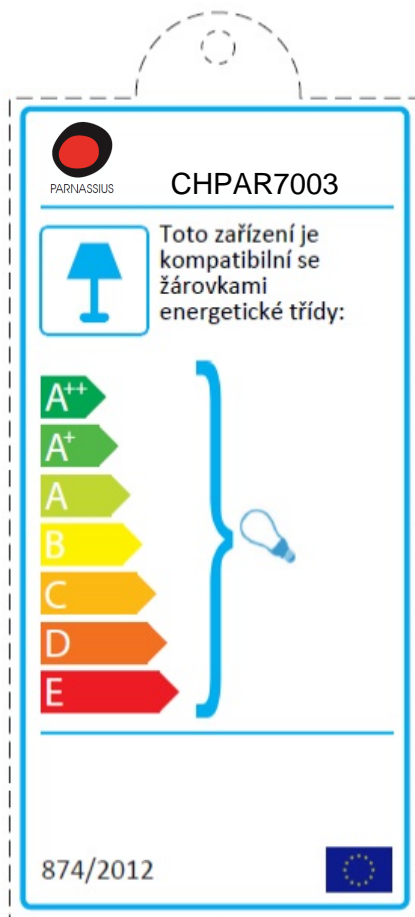 PARNASSIUS
CHPAR7003
Toto zařízení je
kompatibilní se
žárovkami
energetické třídy:
A++
A+
A
B
C
D
E
874/2012